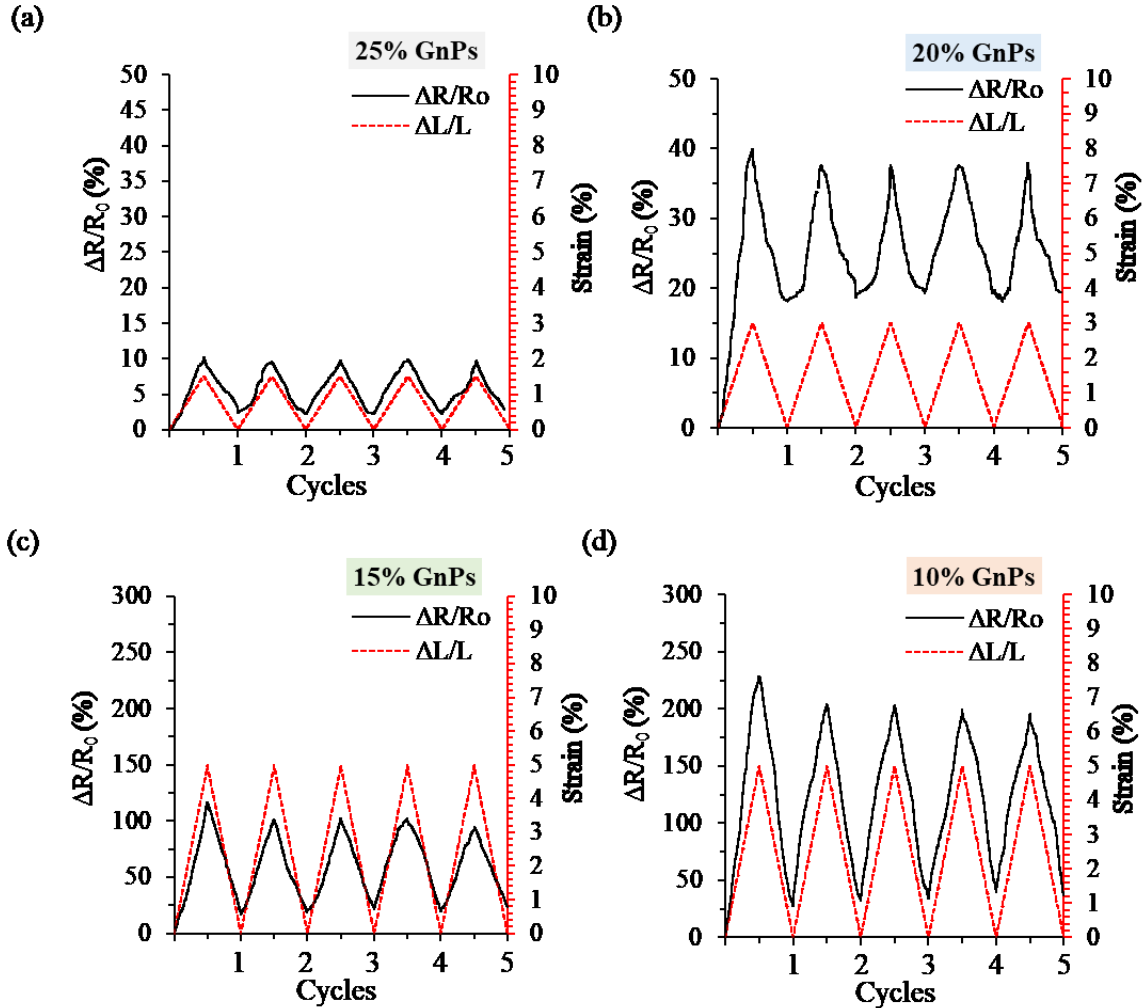 (a)
25% GnPs
ΔR/Ro
ΔL/L
ΔR/R₀ (%)
50
45
40
35
30
25
20
15
10
5
0
10
9
8
7
6
5
4
3
2
1
0
Strain (%)
1 2 3 4 5
Cycles
(b)
20% GnPs
ΔR/Ro
ΔL/L
ΔR/R₀ (%)
50
40
30
20
10
0
10
9
8
7
6
5
4
3
2
1
0
Strain (%)
1 2 3 4 5
Cycles
(c)
15% GnPs
ΔR/Ro
ΔL/L
ΔR/R₀ (%)
300
250
200
150
100
50
0
10
9
8
7
6
5
4
3
2
1
0
Strain (%)
1 2 3 4 5
Cycles
(d)
10% GnPs
ΔR/Ro
ΔL/L
ΔR/R₀ (%)
300
250
200
150
100
50
0
10
9
8
7
6
5
4
3
2
1
0
Strain (%)
1 2 3 4 5
Cycles